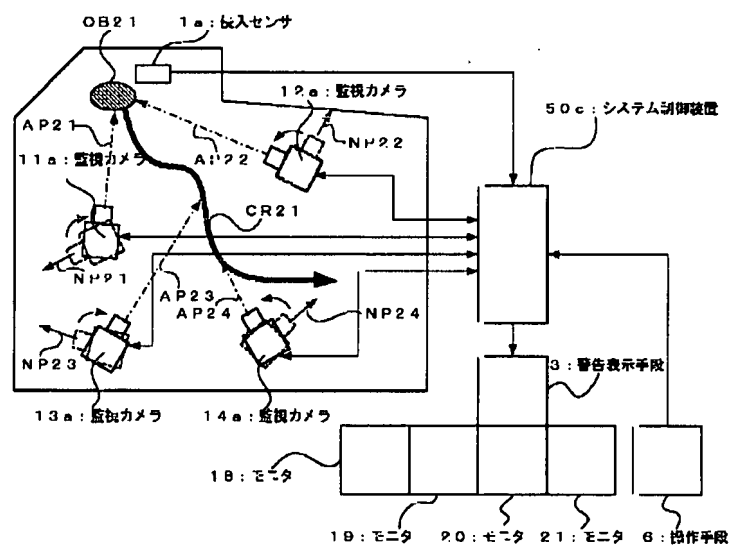 OB21
1a：侵入センサ
12a：監視カメラ
50c：システム制御装置
AP21
NP22
11a：監視カメラ
AP22
CR21
NP21
AP23
AP24
NP24
NP23
3：警告表示手段
13a：監視カメラ
14a：監視カメラ
18：モニタ
19：モニタ
20：モニタ
21：モニタ
6：操作手段